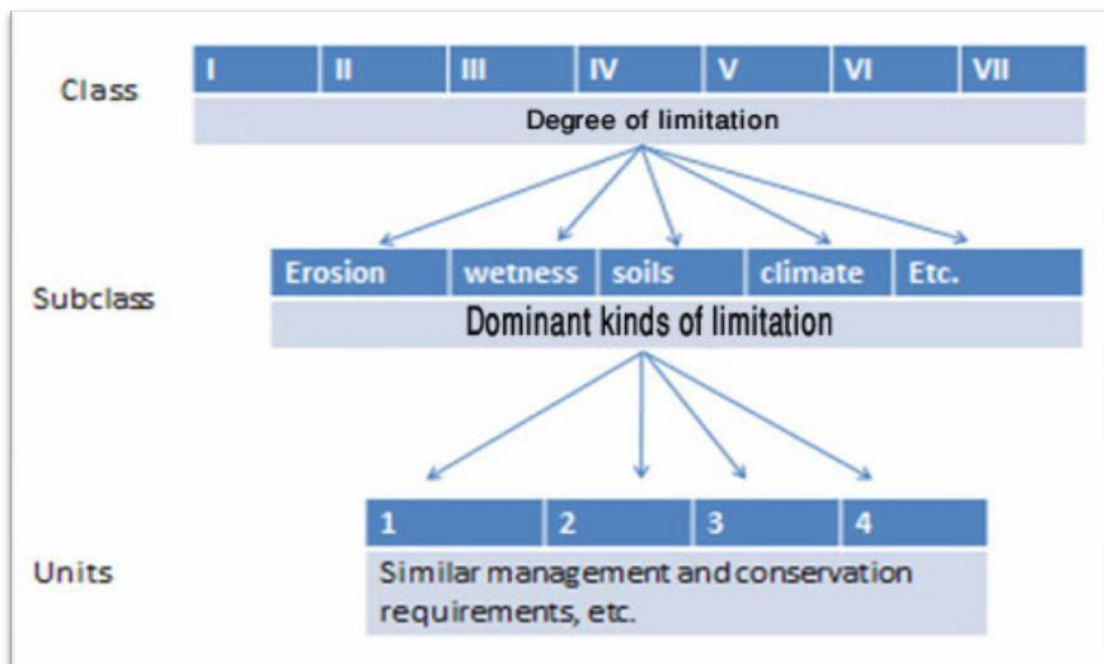 Class
I II III IV V VI VII
Degree of limitation
Subclass
Erosion wetness soils climate Etc.
Dominant kinds of limitation
Units
1 2 3 4
Similar management and conservation
requirements, etc.